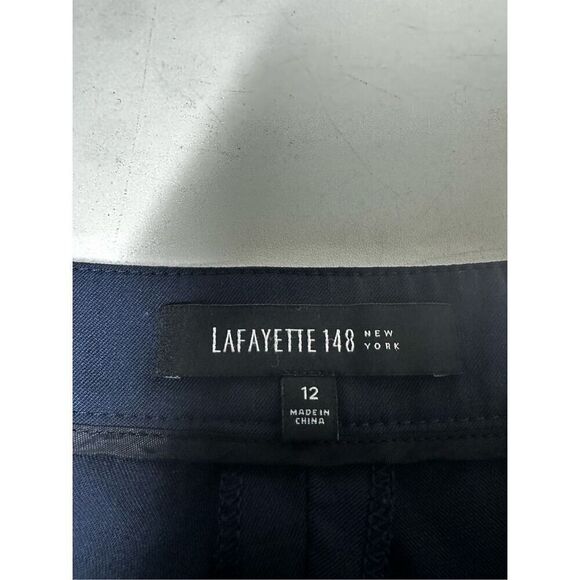 LAFAYETTE 148 NEW YORK
12
MADE IN
CHINA